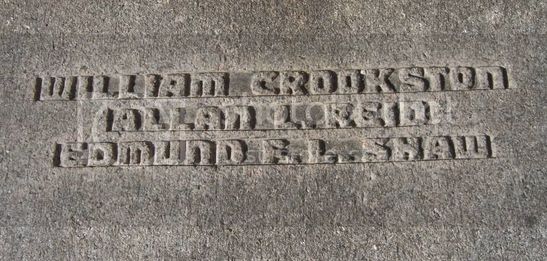 WILLIAM CROOKSTON
ALLAN L. REID
EDMUND F. L. SHAW